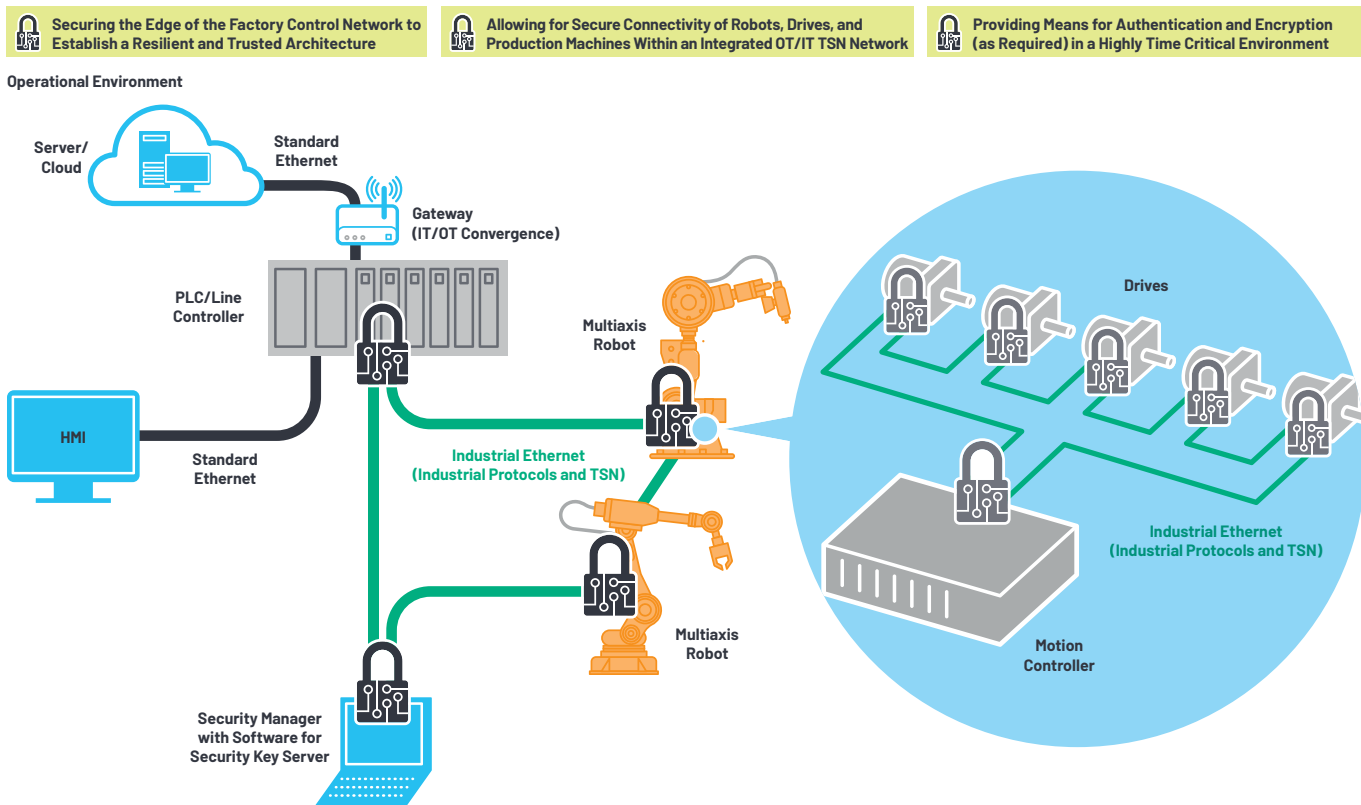 Securing the Edge of the Factory Control Network to
Establish a Resilient and Trusted Architecture
Allowing for Secure Connectivity of Robots, Drives, and
Production Machines Within an Integrated OT/IT TSN Network
Providing Means for Authentication and Encryption
(as Required) in a Highly Time Critical Environment
Operational Environment
Server/
Cloud
Standard
Ethernet
Gateway
(IT/OT Convergence)
PLC/Line
Controller
Multiaxis
Robot
Drives
HMI
Standard
Ethernet
Industrial Ethernet
(Industrial Protocols and TSN)
Industrial Ethernet
(Industrial Protocols and TSN)
Multiaxis
Robot
Motion
Controller
Security Manager
with Software for
Security Key Server